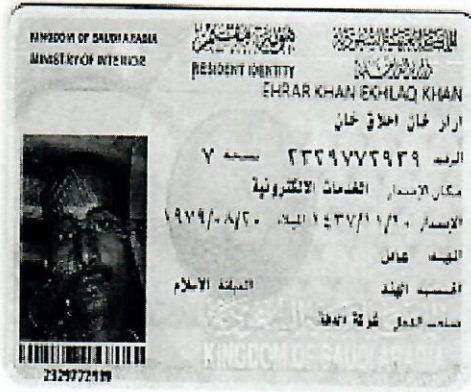 KINGDOM OF SAUDI ARABIA
MINISTRY OF INTERIOR
هوية مقيم
RESIDENT IDENTITY
EHRAR KHAN EKHLAQ KHAN
ارار خان اخلاق خان
الرقم ٢٣٢٩٧٧٢٩٣٩ نسخة ٧
مكان الإصدار الخدمات الالكترونية
الإصدار ١٤٣٧/١١/٢٠ الميلاد ١٩٧٩/٠٨/٢٠
المهنة عامل
الجنسية الهند الديانة الاسلام
صاحب العمل شركة
KINGDOM OF SAUDI ARABIA
2329772939